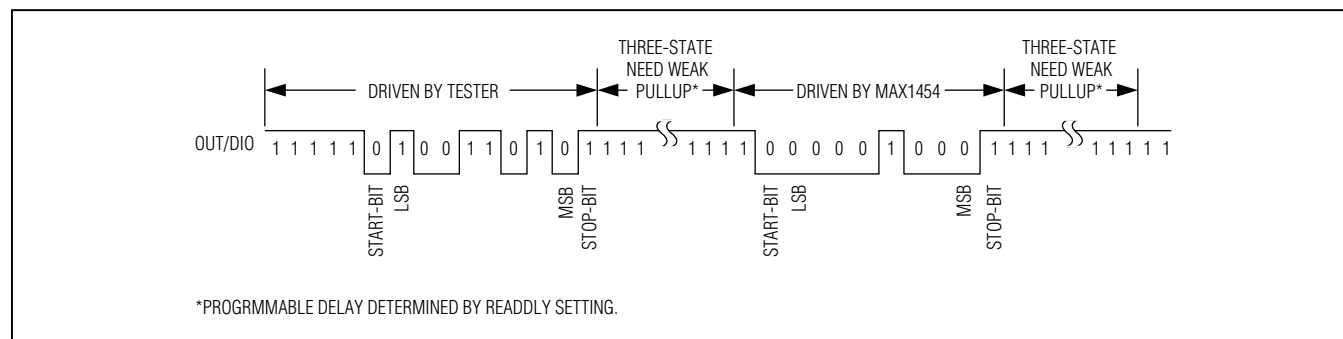 THREE-STATE
NEED WEAK
PULLUP*
THREE-STATE
NEED WEAK
PULLUP*
DRIVEN BY TESTER
DRIVEN BY MAX1454
OUT/DIO
1 1 1 1 1 0 1 0 0 1 1 0 1 0 1 1 1 1
1 1 1 1 0 0 0 0 0 1 0 0 0 1 1 1 1
1 1 1 1 1
START-BIT
LSB
MSB
STOP-BIT
START-BIT
LSB
MSB
STOP-BIT
*PROGRMMABLE DELAY DETERMINED BY READDLY SETTING.